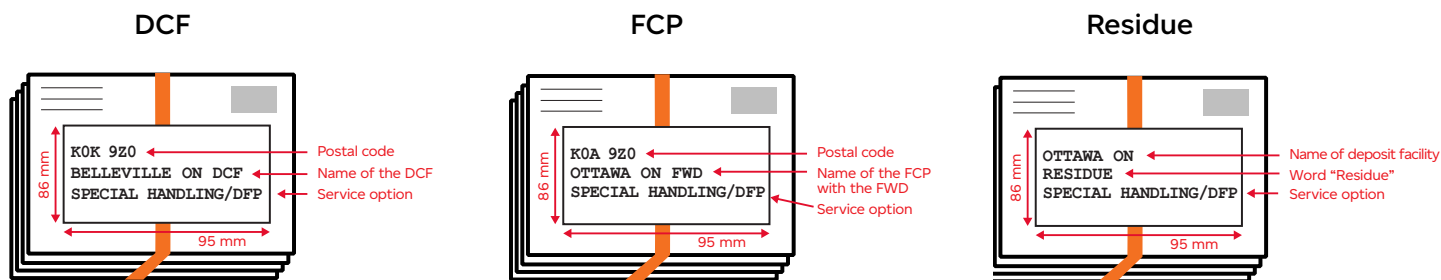 DCF
K0K 9Z0
BELLEVILLE ON DCF
SPECIAL HANDLING/DFP
Postal code
Name of the DCF
Service option
86 mm
95 mm
FCP
K0A 9Z0
OTTAWA ON FWD
SPECIAL HANDLING/DFP
Postal code
Name of the FCP
with the FWD
Service option
86 mm
95 mm
Residue
OTTAWA ON
RESIDUE
SPECIAL HANDLING/DFP
Name of deposit facility
Word “Residue”
Service option
86 mm
95 mm